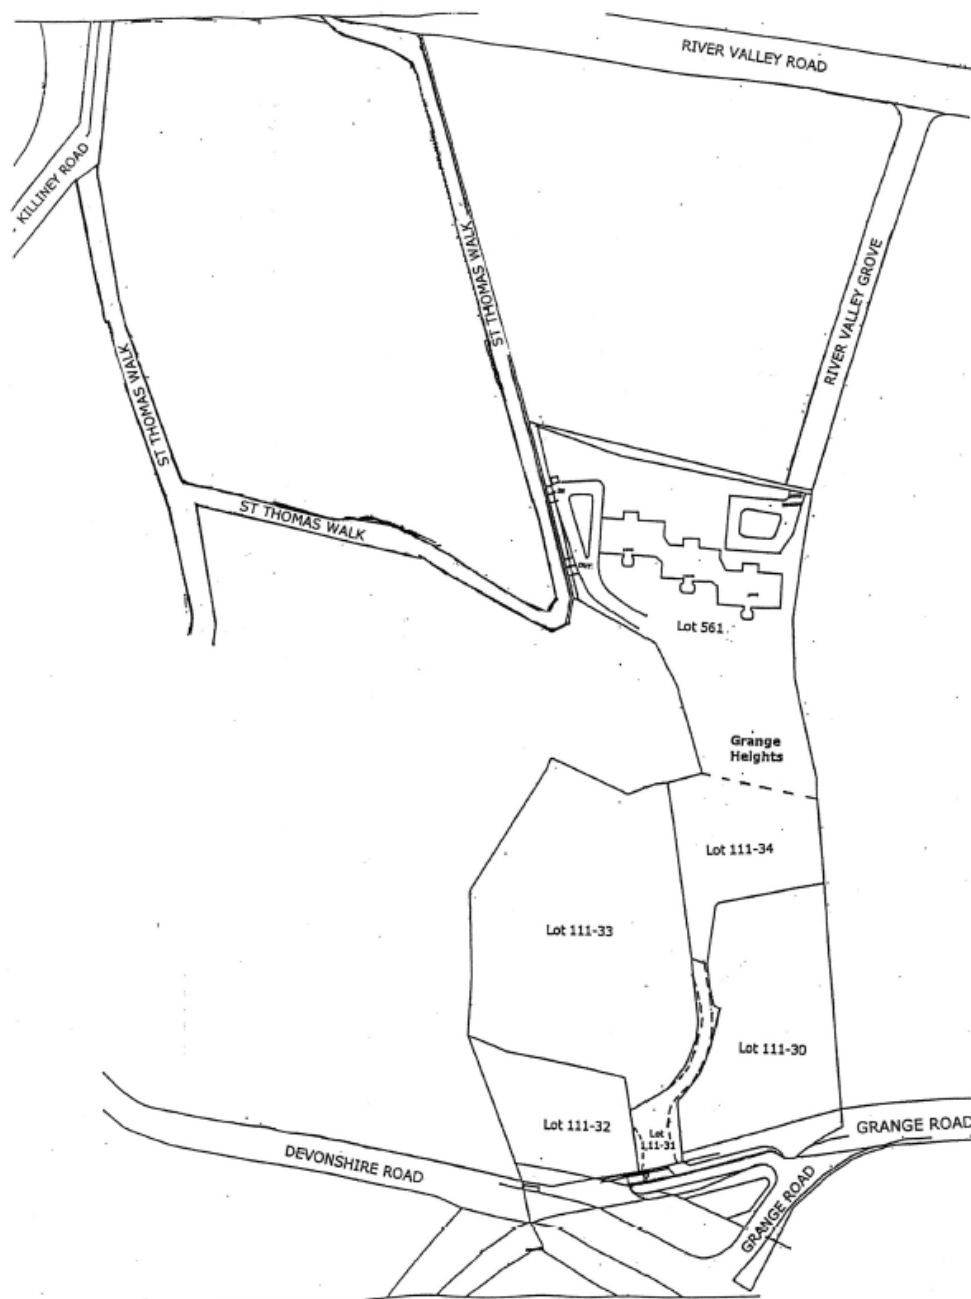 RIVER VALLEY ROAD
KILLINEY ROAD
ST THOMAS WALK
RIVER VALLEY GROVE
ST THOMAS WALK
ST THOMAS WALK
IN
OUT
Lot 561
Grange
Heights
Lot 111-34
Lot 111-33
Lot 111-30
Lot 111-32
Lot
111-31
GRANGE ROAD
DEVONSHIRE ROAD
GRANGE ROAD